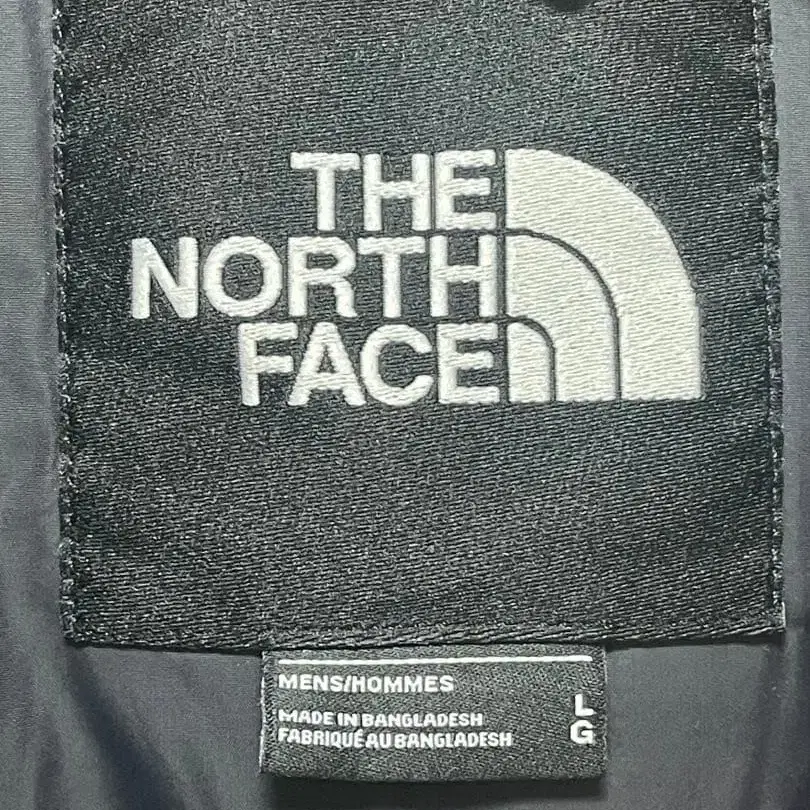 THE
NORTH
FACE
MENS/HOMMES
MADE IN BANGLADESH
FABRIQUÉ AU BANGLADESH
L
G